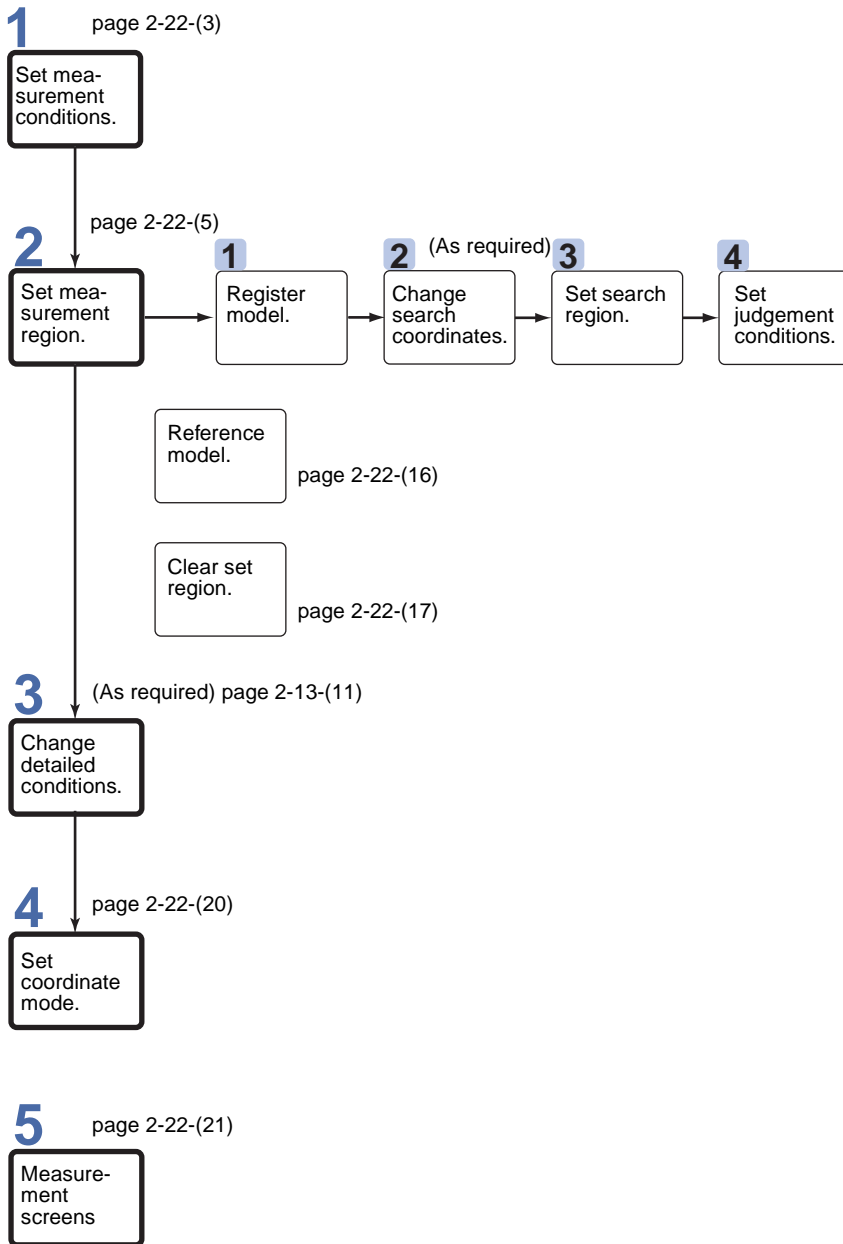 1 page 2-22-(3)
Set mea-
surement
conditions.
2 page 2-22-(5)
Set mea-
surement
region.
1
Register
model.
2 (As required)
Change
search
coordinates.
3
Set search
region.
4
Set
judgement
conditions.
Reference
model.
page 2-22-(16)
Clear set
region.
page 2-22-(17)
3 (As required) page 2-13-(11)
Change
detailed
conditions.
4 page 2-22-(20)
Set
coordinate
mode.
5 page 2-22-(21)
Measure-
ment
screens